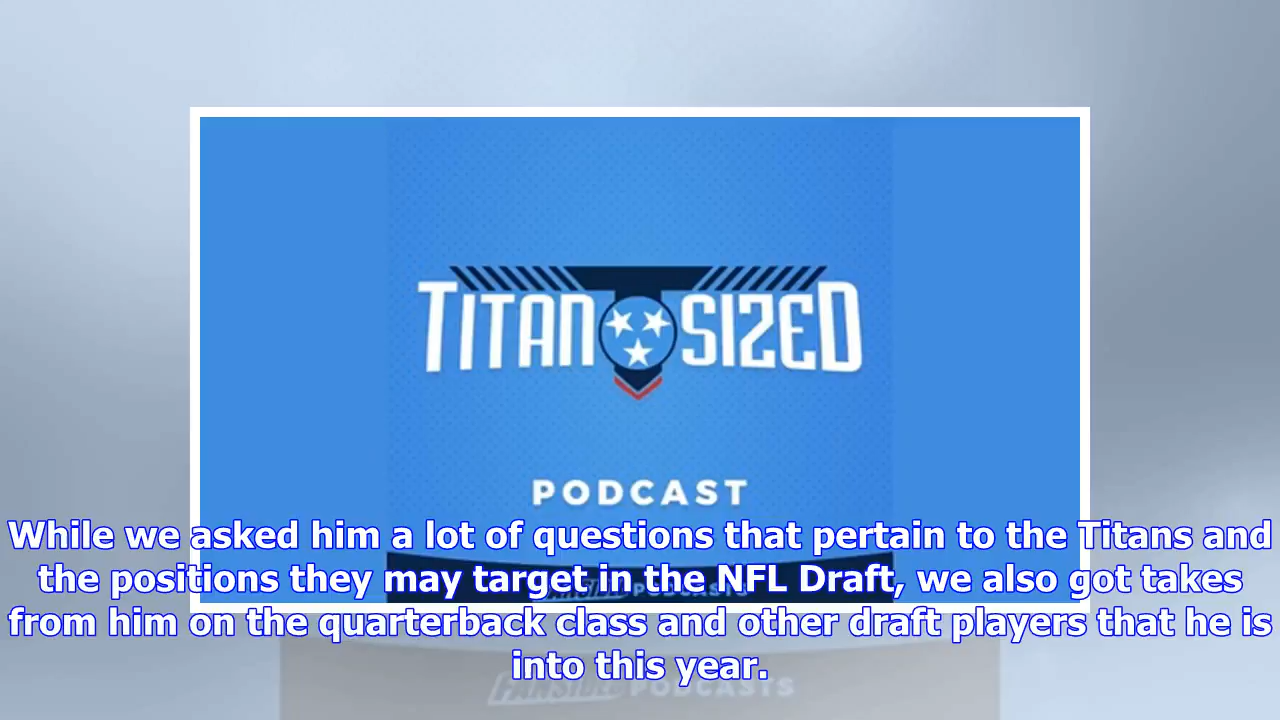 TITAN SIZED
PODCAST
While we asked him a lot of questions that pertain to the Titans and
the positions they may target in the NFL Draft, we also got takes
from him on the quarterback class and other draft players that he is
into this year.
FANSIDED PODCASTS